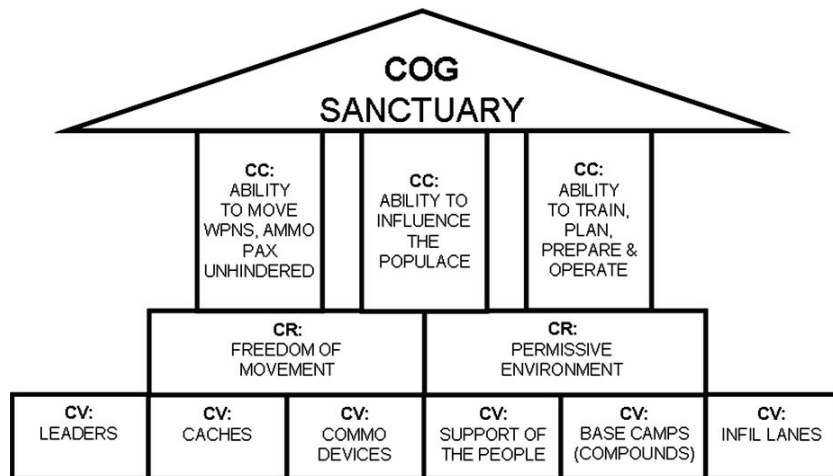 COG
SANCTUARY
CC:
ABILITY
TO MOVE
WPNS, AMMO
PAX
UNHINDERED
CC:
ABILITY TO
INFLUENCE
THE
POPULACE
CC:
ABILITY
TO TRAIN,
PLAN,
PREPARE &
OPERATE
CR:
FREEDOM OF
MOVEMENT
CR:
PERMISSIVE
ENVIRONMENT
CV:
LEADERS
CV:
CACHES
CV:
COMMO
DEVICES
CV:
SUPPORT OF
THE PEOPLE
CV:
BASE CAMPS
(COMPOUNDS)
CV:
INFIL LANES